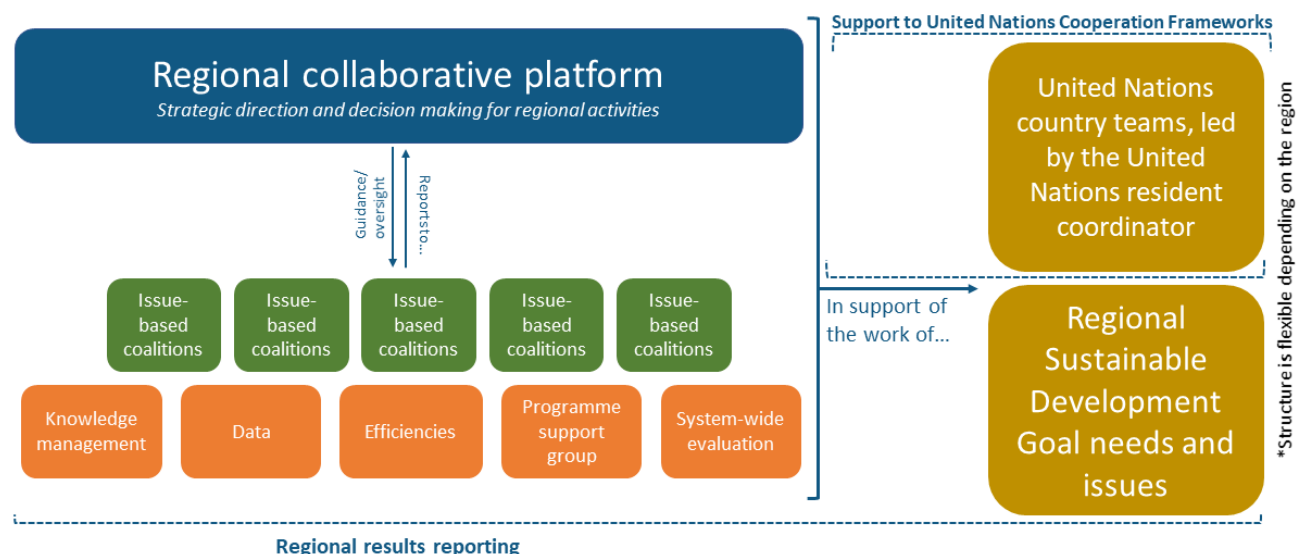 Support to United Nations Cooperation Frameworks
Regional collaborative platform
Strategic direction and decision making for regional activities
Guidance/
oversight
Reportsto...
Issue-
based
coalitions
Issue-
based
coalitions
Issue-
based
coalitions
Issue-
based
coalitions
Issue-
based
coalitions
Knowledge
management
Data
Efficiencies
Programme
support
group
System-wide
evaluation
In support of
the work of...
United Nations
country teams, led
by the United
Nations resident
coordinator
Regional
Sustainable
Development
Goal needs and
issues
*Structure is flexible depending on the region
Regional results reporting